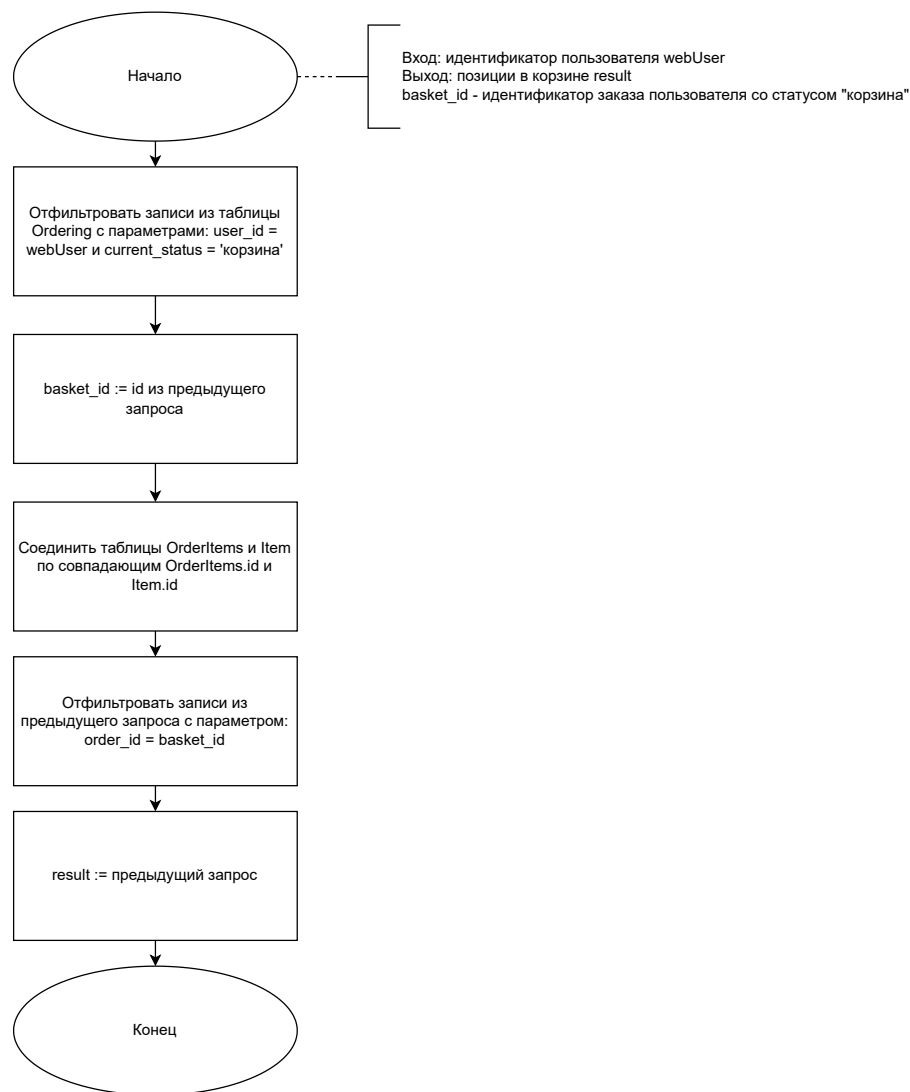 Начало
Вход: идентификатор пользователя webUser
Выход: позиции в корзине result
basket_id - идентификатор заказа пользователя со статусом "корзина"
Отфильтровать записи из таблицы
Ordering с параметрами: user_id =
webUser и current_status = 'корзина'
basket_id := id из предыдущего
запроса
Соединить таблицы OrderItems и Item
по совпадающим OrderItems.id и
Item.id
Отфильтровать записи из
предыдущего запроса с параметром:
order_id = basket_id
result := предыдущий запрос
Конец